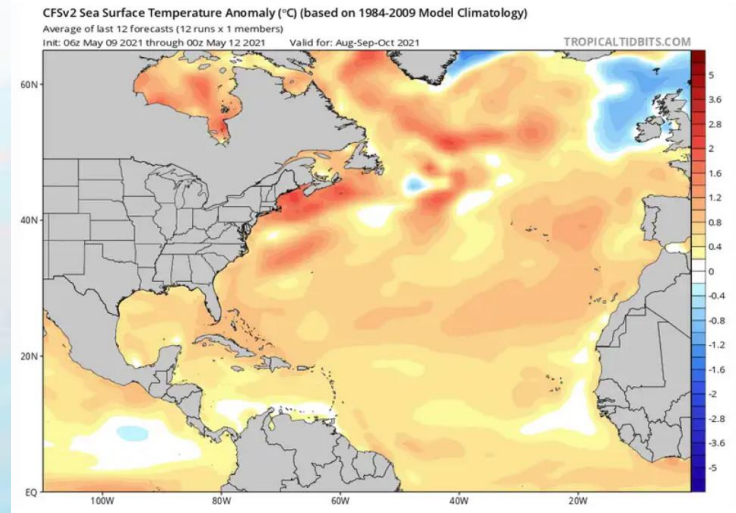 CFSv2 Sea Surface Temperature Anomaly (°C) (based on 1984-2009 Model Climatology)
Average of last 12 forecasts (12 runs x 1 members)
Init: 06z May 09 2021 through 00z May 12 2021 Valid for: Aug-Sep-Oct 2021 TROPICALTIDBITS.COM
60N
40N
20N
EQ
100W 80W 60W 40W 20W
5
3.6
2.8
2
1.6
1.2
0.8
0.4
0
-0.4
-0.8
-1.2
-1.6
-2
-2.8
-3.6
-5